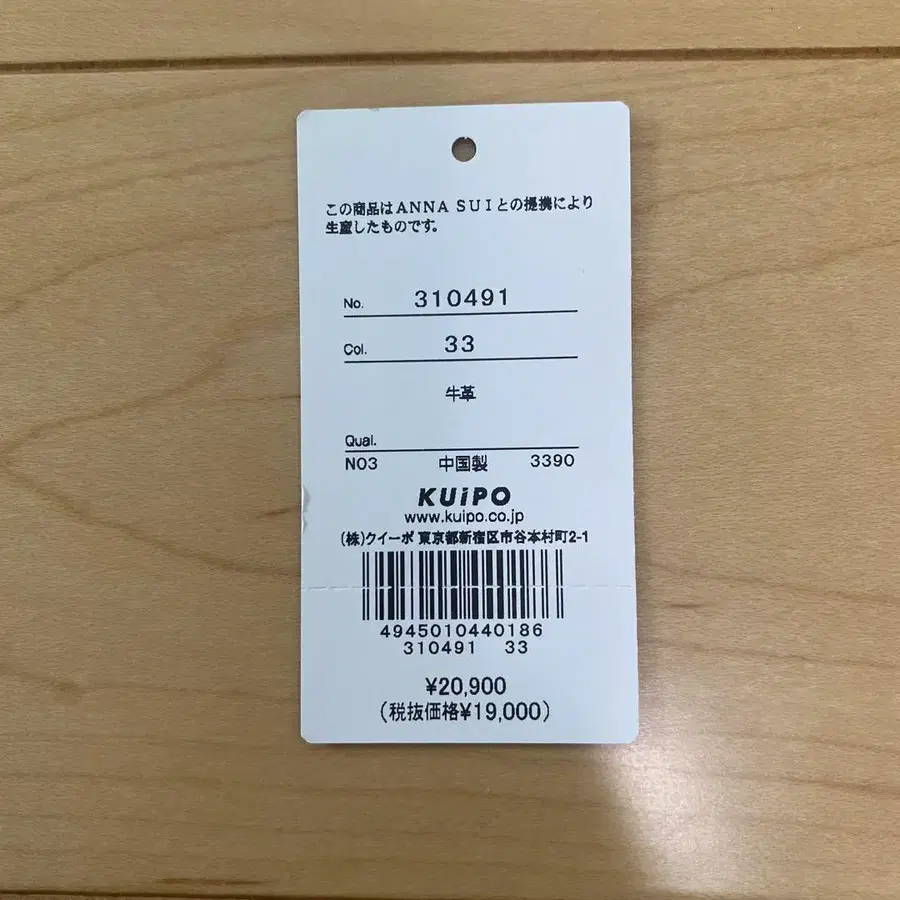 この商品はANNA SUIとの提携により
生産したものです。
No. 310491
Col. 33
牛革
Qual.
N03 中国製 3390
KUiPO
www.kuipo.co.jp
(株)クイーポ 東京都新宿区市谷本村町2-1
4945010440186
310491 33
¥20,900
(税抜価格¥19,000)